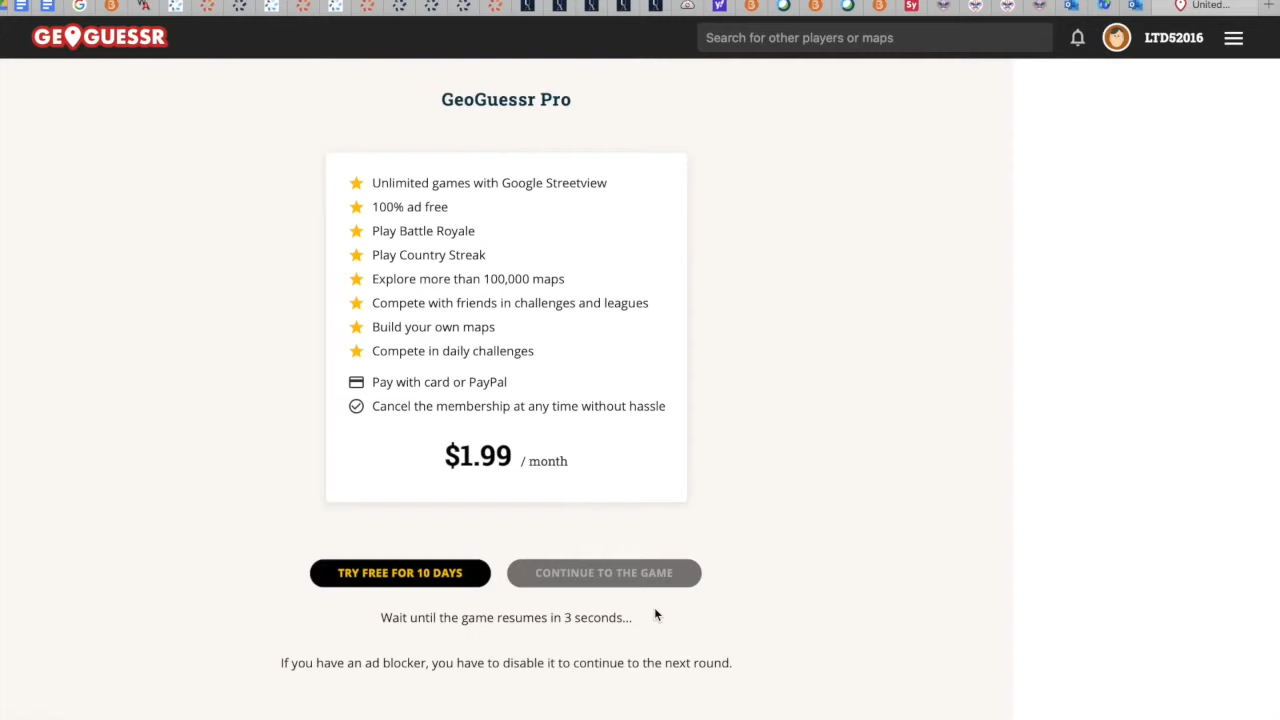 United...
GEOGUESSR
Search for other players or maps
LTD52016
GeoGuessr Pro
Unlimited games with Google Streetview
100% ad free
Play Battle Royale
Play Country Streak
Explore more than 100,000 maps
Compete with friends in challenges and leagues
Build your own maps
Compete in daily challenges
Pay with card or PayPal
Cancel the membership at any time without hassle
$1.99 / month
TRY FREE FOR 10 DAYS
CONTINUE TO THE GAME
Wait until the game resumes in 3 seconds...
If you have an ad blocker, you have to disable it to continue to the next round.